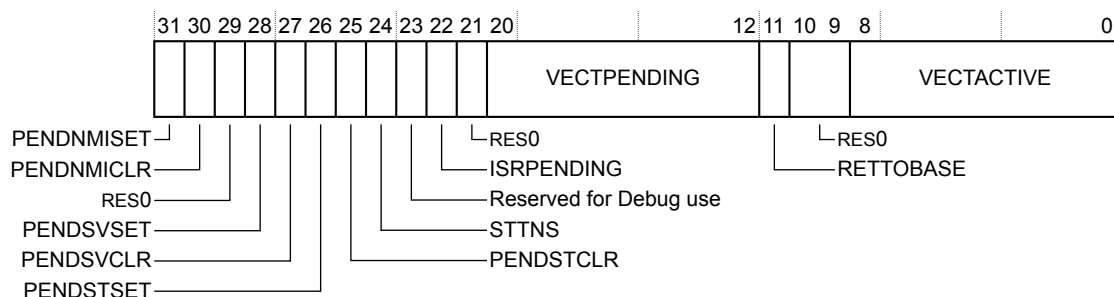 31 30 29 28 27 26 25 24 23 22 21 20 12 11 10 9 8 0
VECTPENDING VECTACTIVE
PENDNMISET RES0 RES0
PENDNMICLR ISRPENDING RETTOBASE
RES0 Reserved for Debug use
PENDSVSET STTNS
PENDSVCLR PENDSTCLR
PENDSTSET